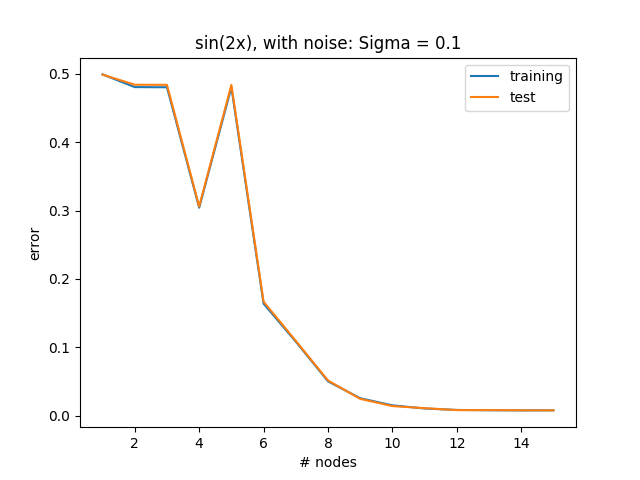 sin(2x), with noise: Sigma = 0.1
training
test
error
0.5
0.4
0.3
0.2
0.1
0.0
2 4 6 8 10 12 14
# nodes